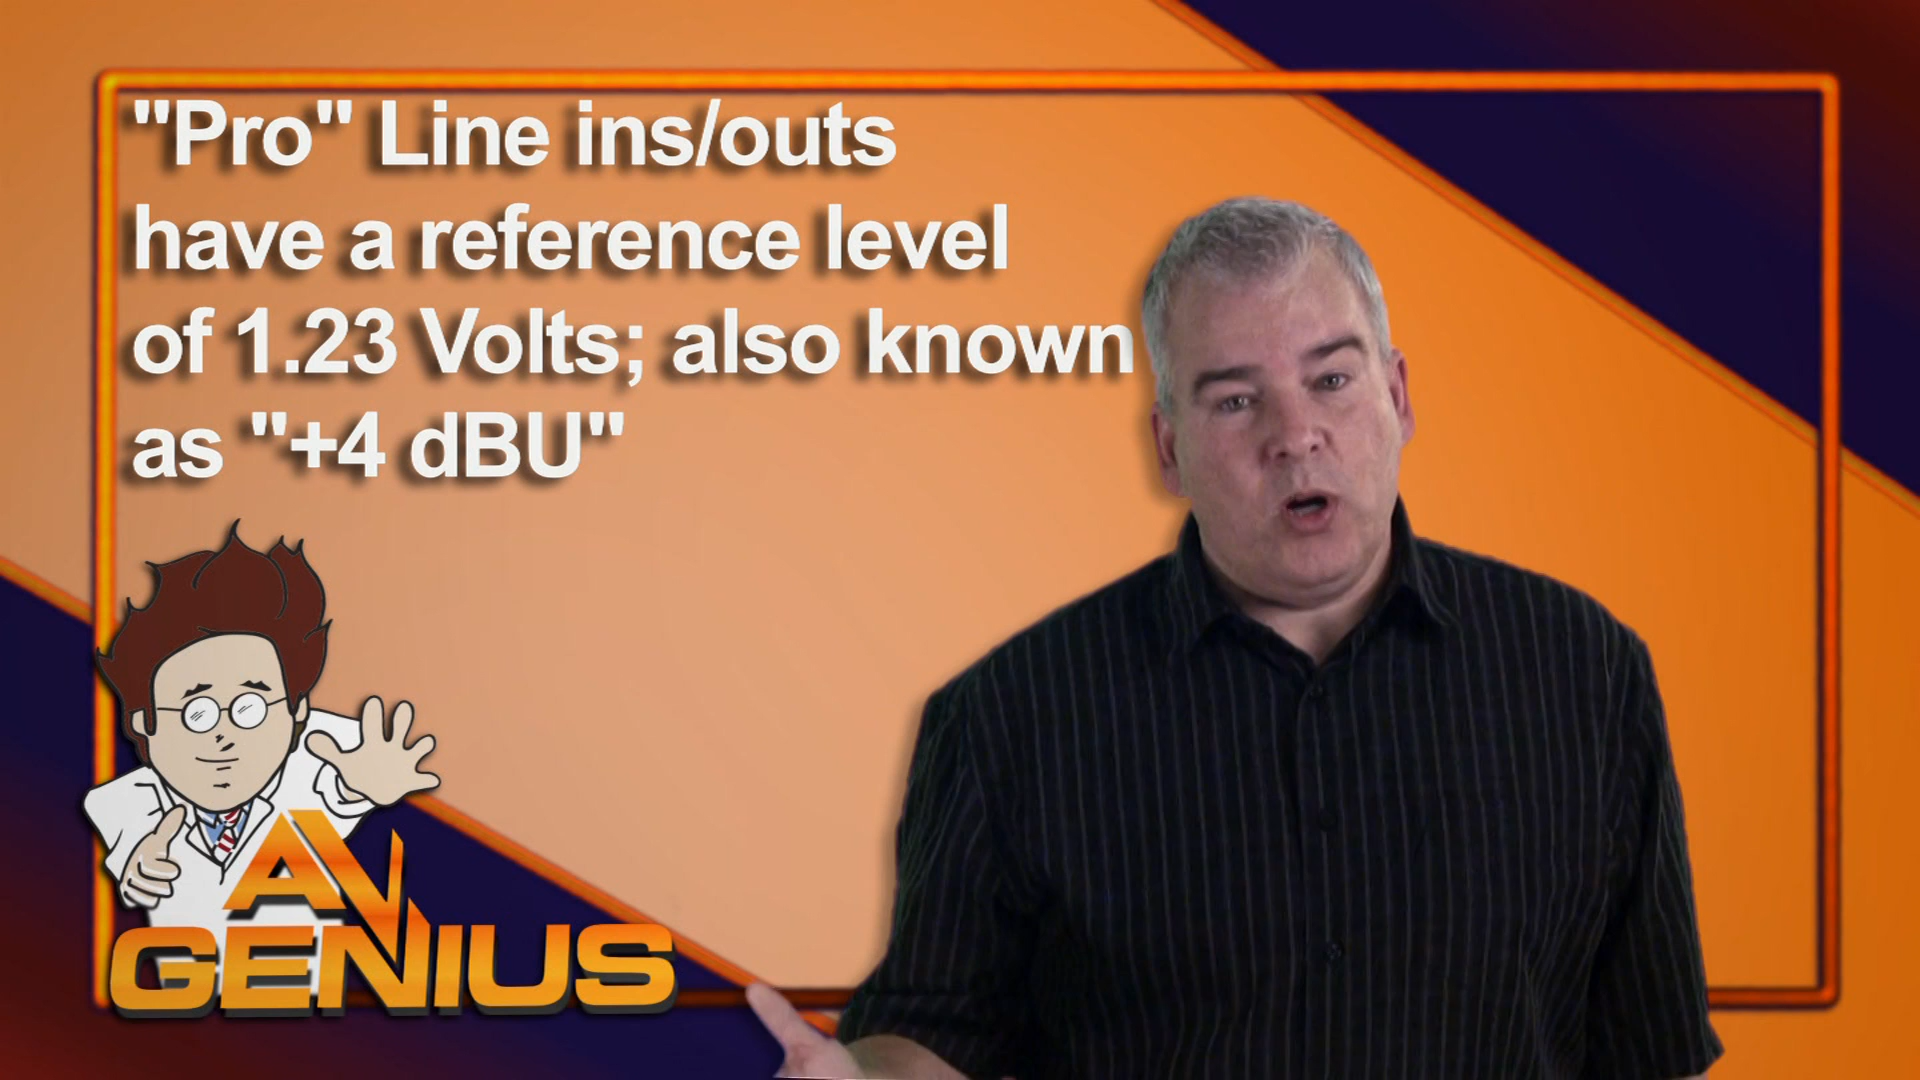 "Pro" Line ins/outs
have a reference level
of 1.23 Volts; also known
as "+4 dBU"
AV
GENIUS